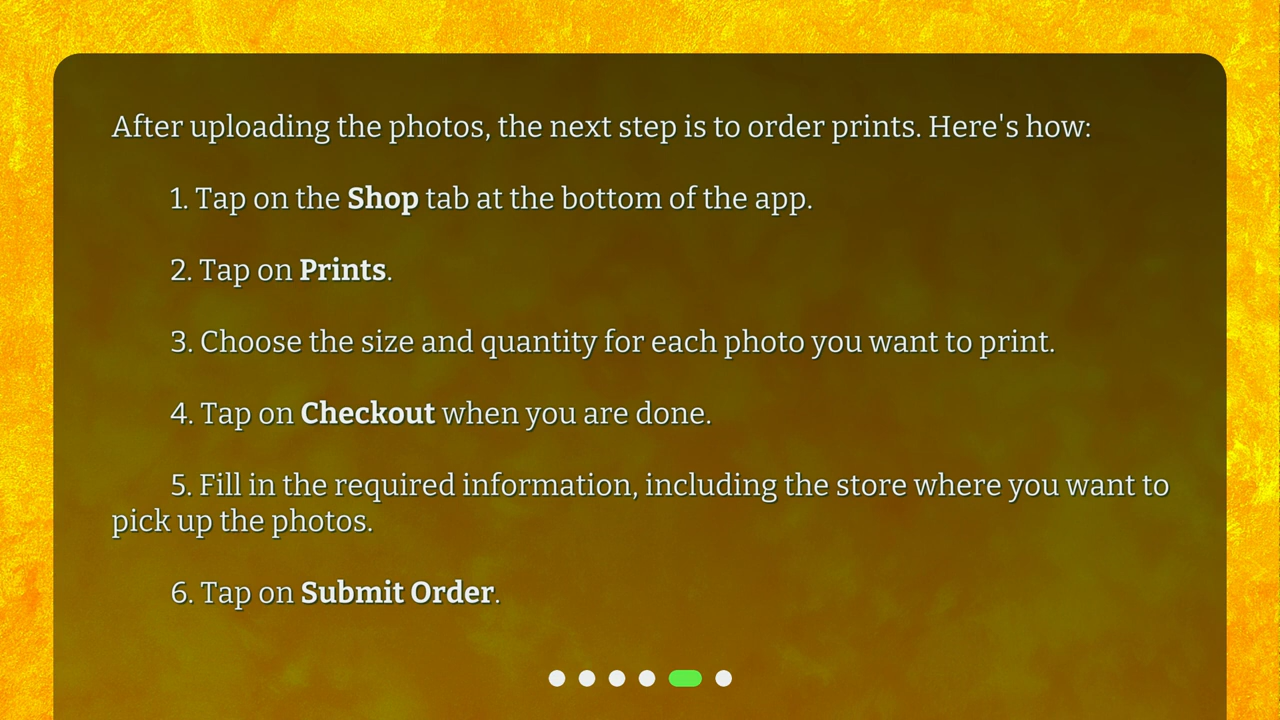 After uploading the photos, the next step is to order prints. Here's how:
1. Tap on the Shop tab at the bottom of the app.
2. Tap on Prints.
3. Choose the size and quantity for each photo you want to print.
4. Tap on Checkout when you are done.
5. Fill in the required information, including the store where you want to
pick up the photos.
6. Tap on Submit Order.